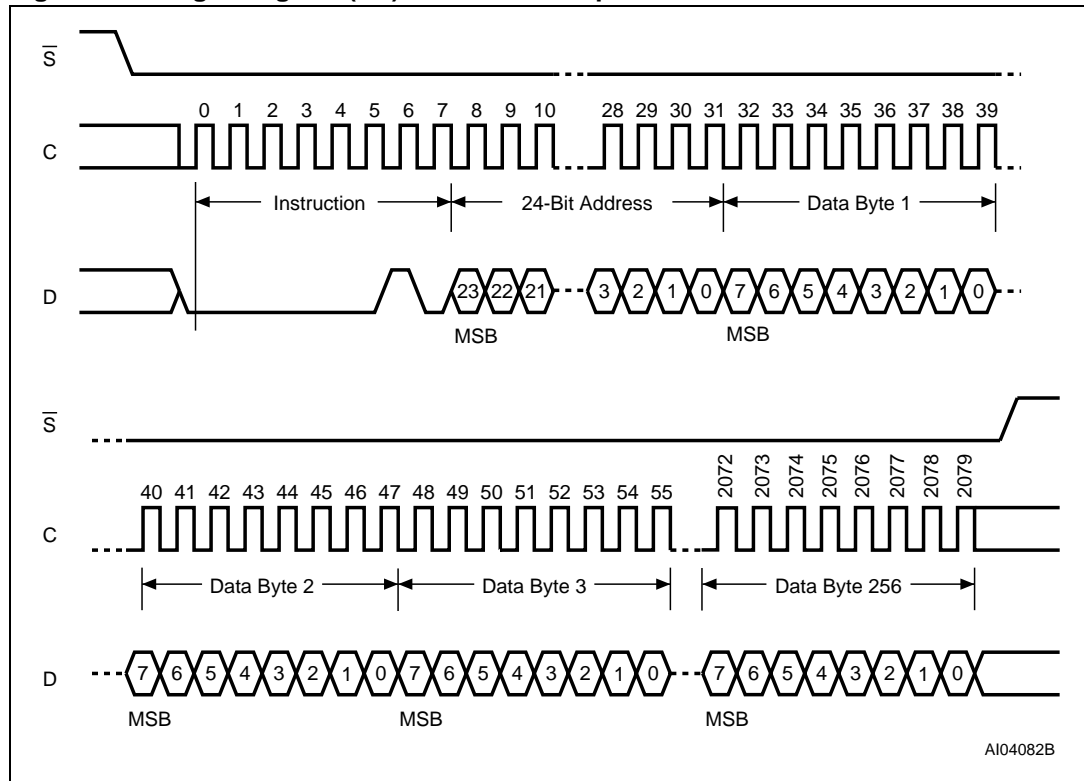 S
0 1 2 3 4 5 6 7 8 9 10 28 29 30 31 32 33 34 35 36 37 38 39
C
Instruction 24-Bit Address Data Byte 1
D
23 22 21 3 2 1 0 7 6 5 4 3 2 1 0
MSB MSB
S
2072 2073 2074 2075 2076 2077 2078 2079
40 41 42 43 44 45 46 47 48 49 50 51 52 53 54 55
C
Data Byte 2 Data Byte 3 Data Byte 256
D
7 6 5 4 3 2 1 0 7 6 5 4 3 2 1 0 7 6 5 4 3 2 1 0
MSB MSB MSB
AI04082B